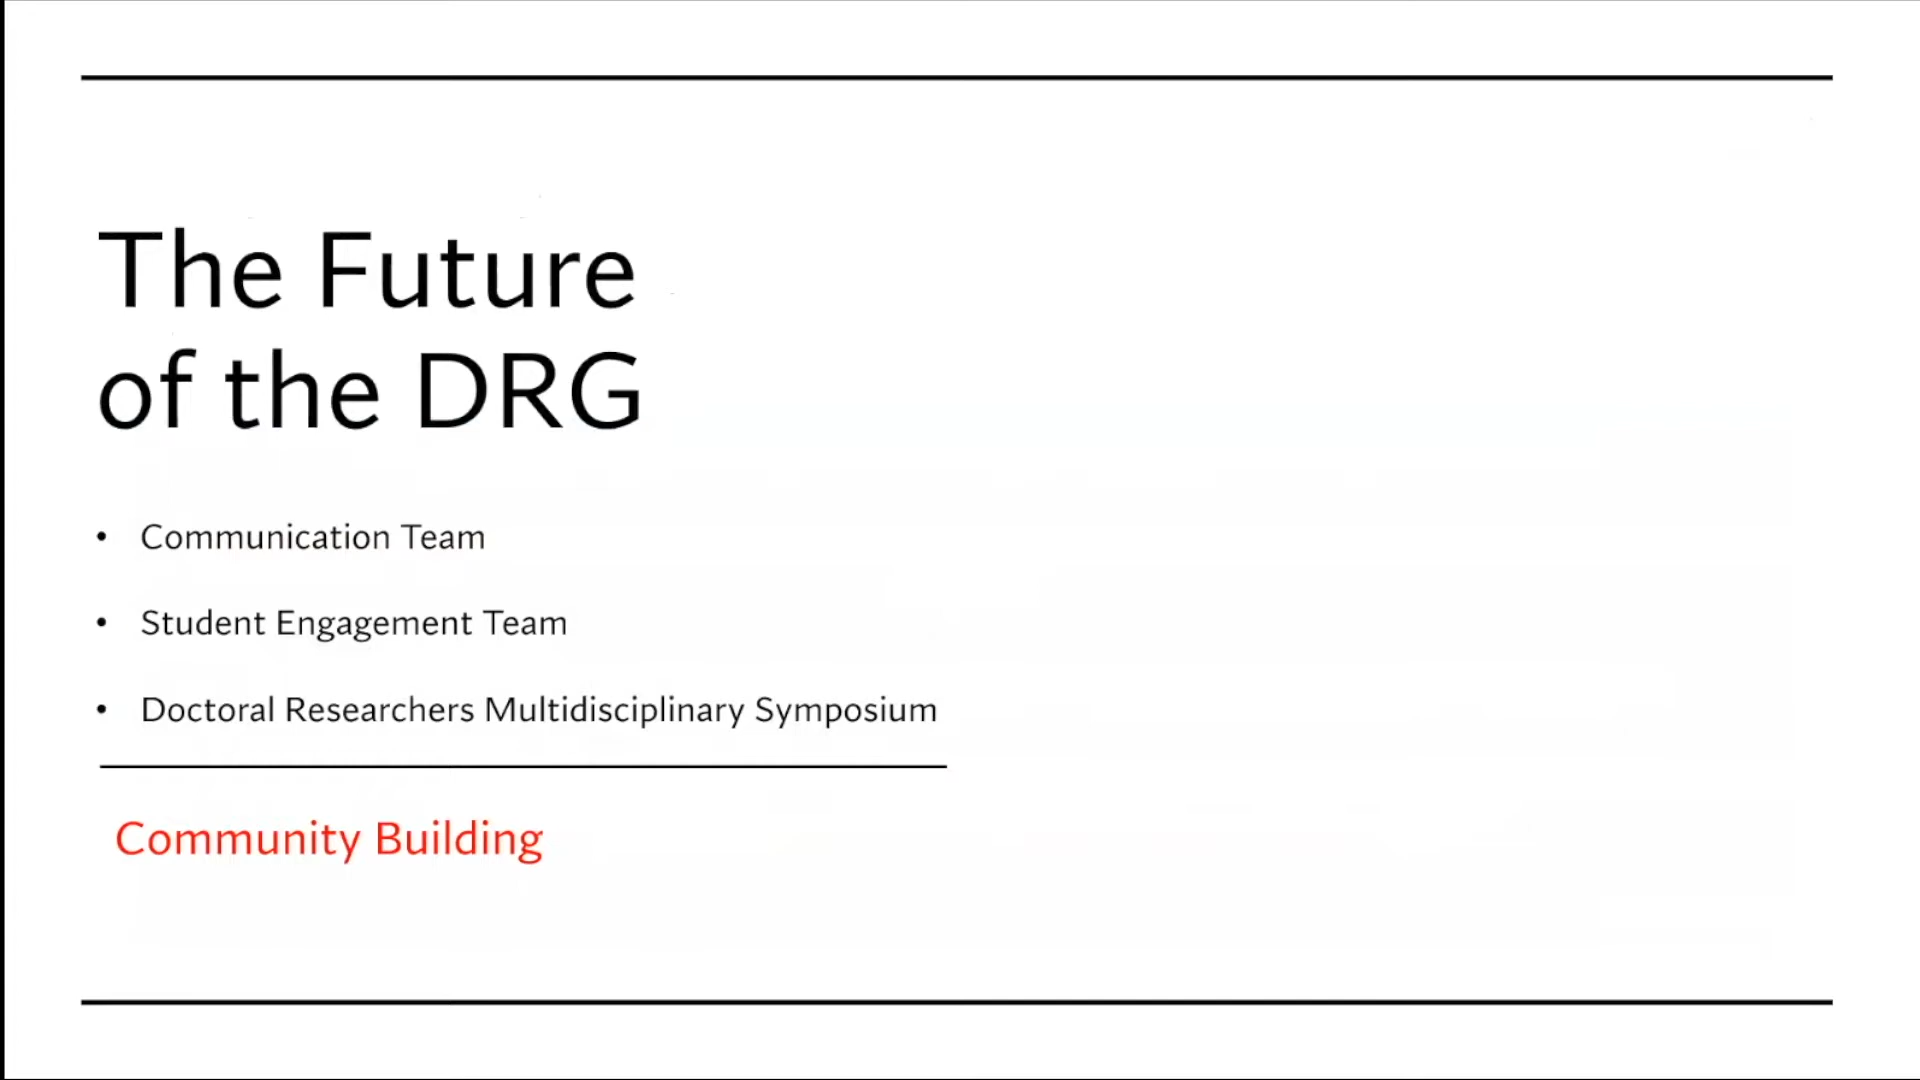 The Future
of the DRG
• Communication Team
• Student Engagement Team
• Doctoral Researchers Multidisciplinary Symposium
Community Building